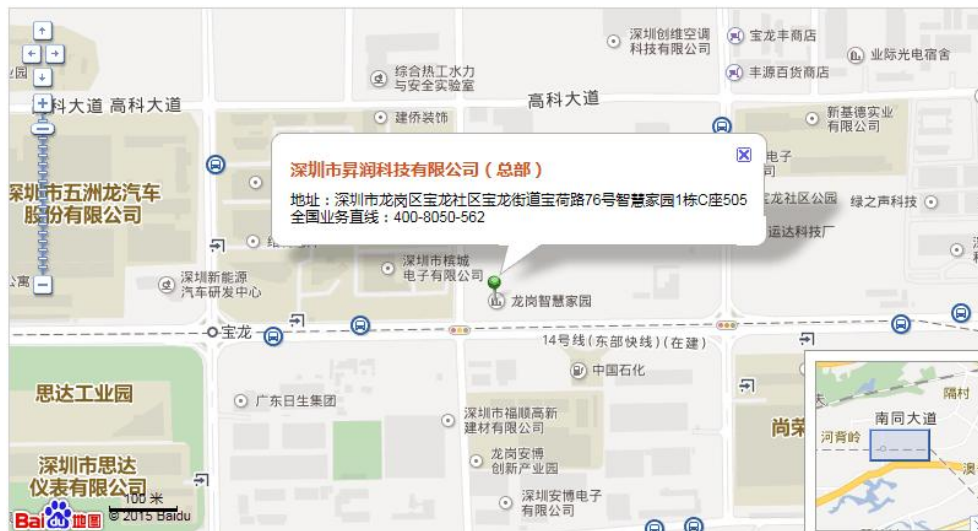 深圳创维空调
科技有限公司
宝龙丰商店
业际光电宿舍
丰源百货商店
综合热工水力
与安全实验室
业园
科大道 高科大道
高科大道
建侨装饰
新基德实业
有限公司
深圳市昇润科技有限公司（总部）
地址：深圳市龙岗区宝龙社区宝龙街道宝荷路76号智慧家园1栋C座505
全国业务直线：400-8050-562
电子
司
宝龙社区公园
绿之声科技
运达科技厂
深圳市五洲龙汽车
股份有限公司
深圳市槟城
电子有限公司
公寓
深圳新能源
汽车研发中心
龙岗智慧家园
宝龙
14号线(东部快线)(在建)
中国石化
思达工业园
广东日生集团
深圳市福顺高新
建材有限公司
尚荣
隔村
南同大道
河背岭
澳
龙岗安博
创新产业园
深圳市思达
仪表有限公司
深圳安博电子
有限公司
100 米
Bai 地图
© 2015 Baidu